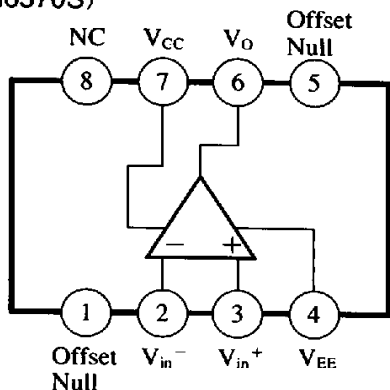 NC V_CC V_O Offset Null
8 7 6 5
− +
1 2 3 4
Offset Null V_in⁻ V_in⁺ V_EE